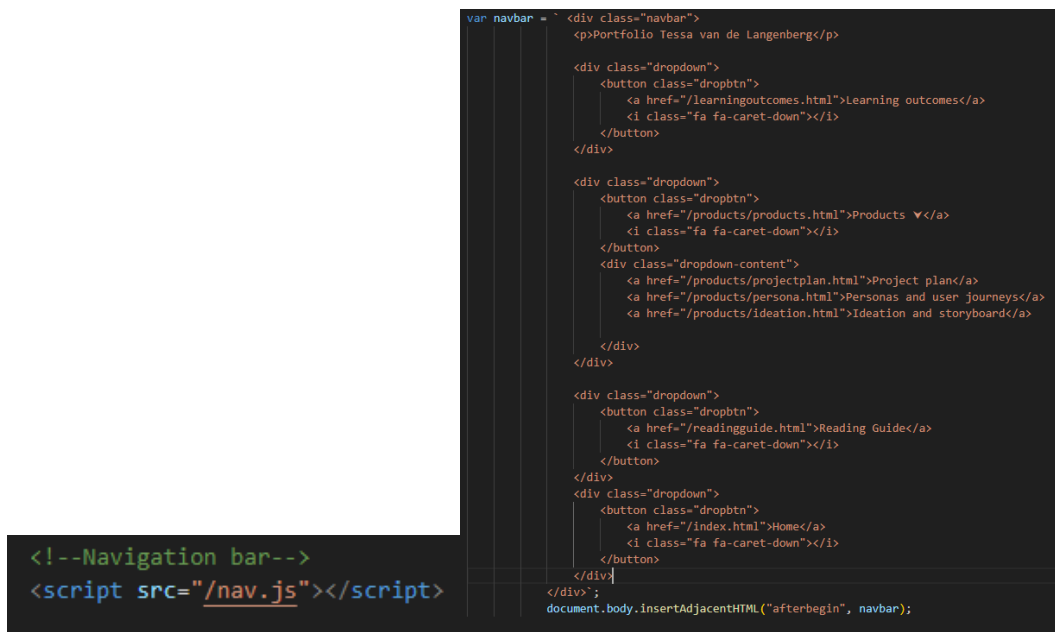 var navbar = ` <div class="navbar">
<p>Portfolio Tessa van de Langenberg</p>
<div class="dropdown">
<button class="dropbtn">
<a href="/learningoutcomes.html">Learning outcomes</a>
<i class="fa fa-caret-down"></i>
</button>
</div>
<div class="dropdown">
<button class="dropbtn">
<a href="/products/products.html">Products ⮟</a>
<i class="fa fa-caret-down"></i>
</button>
<div class="dropdown-content">
<a href="/products/projectplan.html">Project plan</a>
<a href="/products/persona.html">Personas and user journeys</a>
<a href="/products/ideation.html">Ideation and storyboard</a>
</div>
</div>
<div class="dropdown">
<button class="dropbtn">
<a href="/readingguide.html">Reading Guide</a>
<i class="fa fa-caret-down"></i>
</button>
</div>
<div class="dropdown">
<button class="dropbtn">
<a href="/index.html">Home</a>
<i class="fa fa-caret-down"></i>
</button>
</div>
</div>`;
document.body.insertAdjacentHTML("afterbegin", navbar);
<!--Navigation bar-->
<script src="/nav.js"></script>